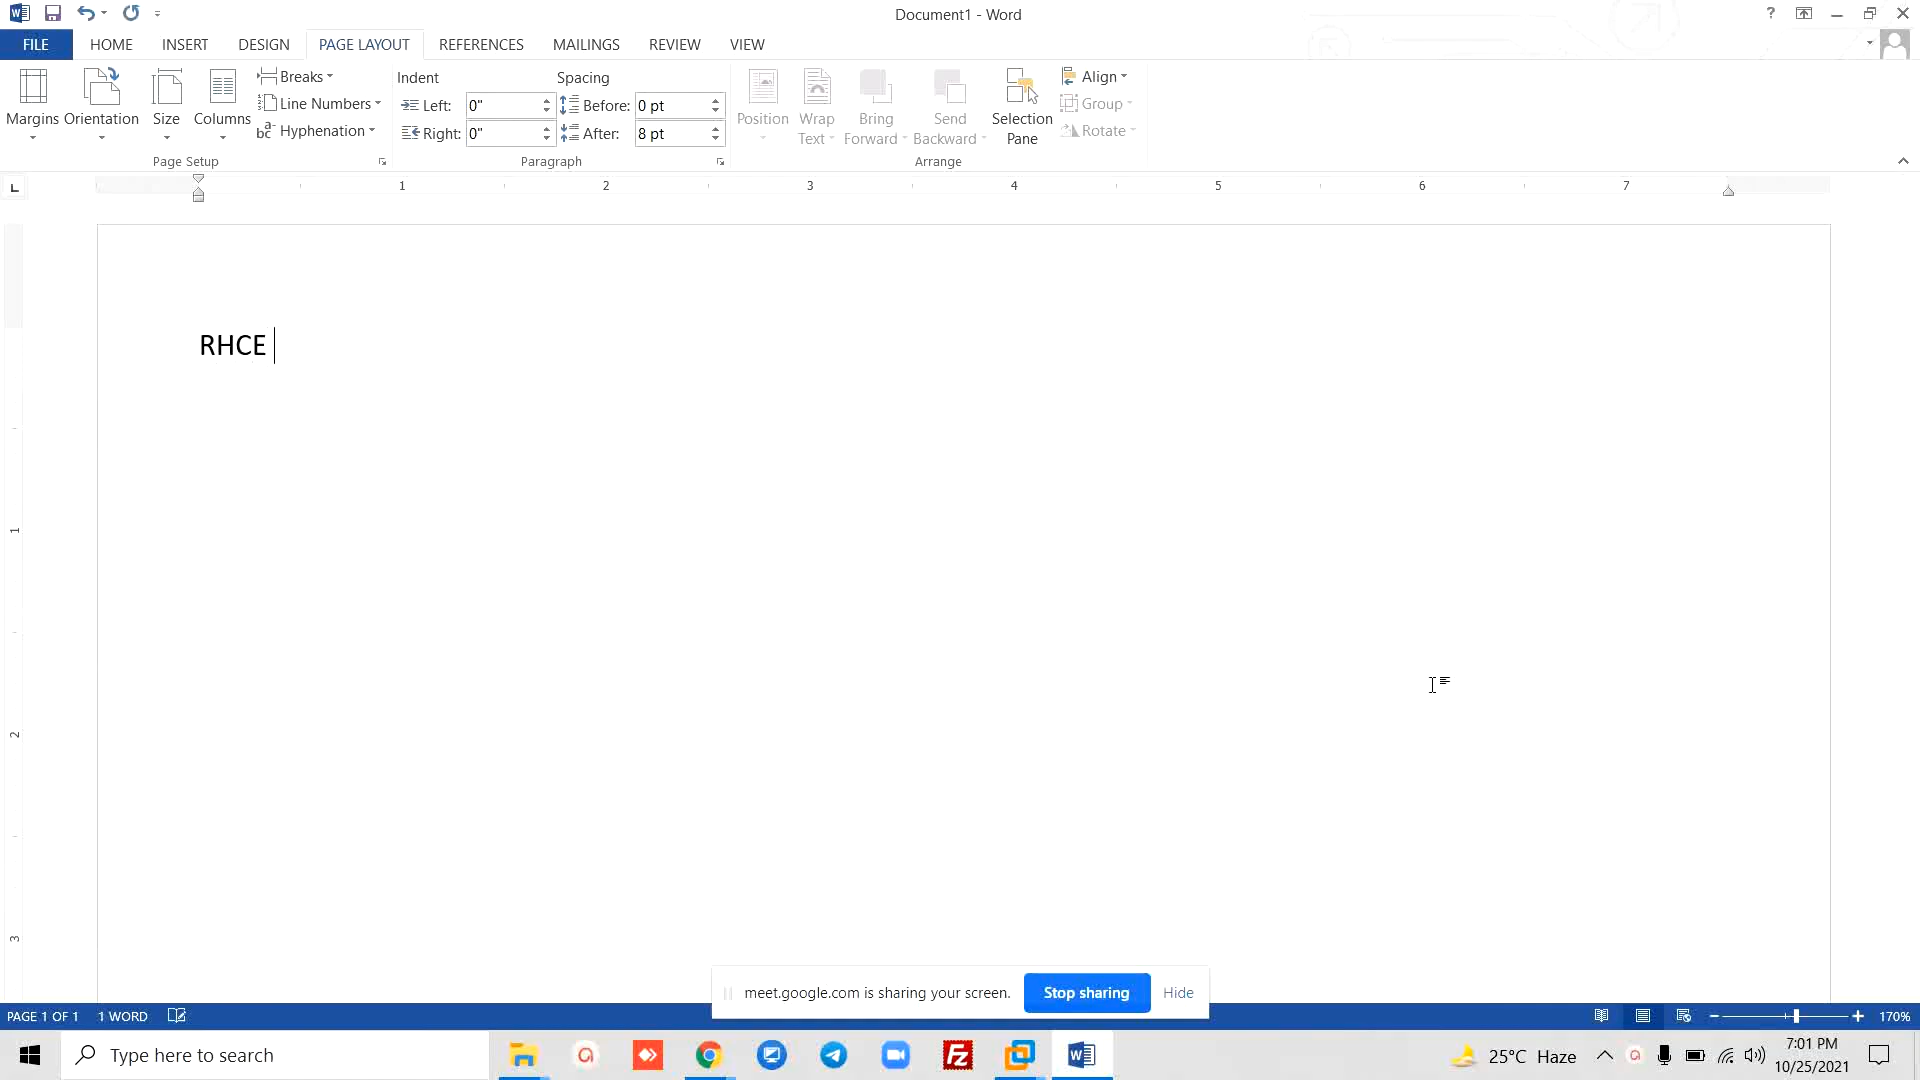 Document1 - Word
FILE HOME INSERT DESIGN PAGE LAYOUT REFERENCES MAILINGS REVIEW VIEW
Margins Orientation Size Columns
Breaks
Line Numbers
Hyphenation
Page Setup
Indent
Left: 0"
Right: 0"
Spacing
Before: 0 pt
After: 8 pt
Paragraph
Position
Wrap Text
Bring Forward
Send Backward
Selection Pane
Align
Group
Rotate
Arrange
1 2 3 4 5 6 7
RHCE
1
2
3
meet.google.com is sharing your screen. Stop sharing Hide
PAGE 1 OF 1 1 WORD 170%
Type here to search
25°C Haze
7:01 PM
10/25/2021